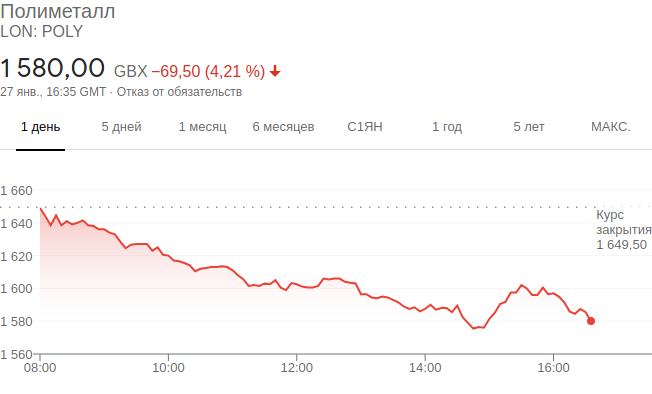 Полиметалл
LON: POLY
1 580,00 GBX −69,50 (4,21 %)
27 янв., 16:35 GMT · Отказ от обязательств
1 день 5 дней 1 месяц 6 месяцев С1ЯН 1 год 5 лет МАКС.
1 660
1 640
1 620
1 600
1 580
1 560
Курс
закрытия
1 649,50
08:00 10:00 12:00 14:00 16:00